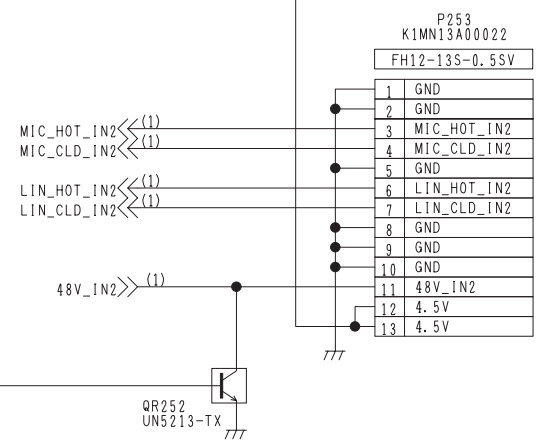 P253
K1MN13A00022
FH12-13S-0.5SV
1 GND
2 GND
MIC_HOT_IN2 (1) 3 MIC_HOT_IN2
MIC_CLD_IN2 (1) 4 MIC_CLD_IN2
5 GND
LIN_HOT_IN2 (1) 6 LIN_HOT_IN2
LIN_CLD_IN2 (1) 7 LIN_CLD_IN2
8 GND
9 GND
10 GND
48V_IN2 (1) 11 48V_IN2
12 4.5V
13 4.5V
QR252
UN5213-TX